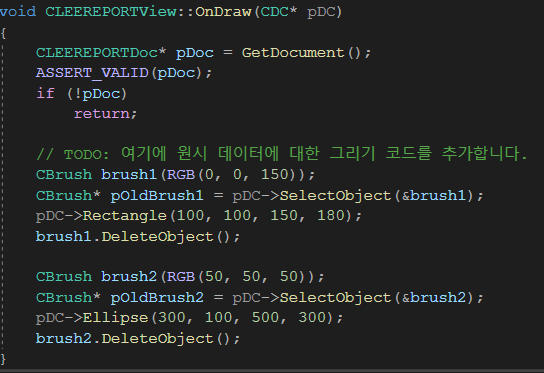 void CLEEREPORTView::OnDraw(CDC* pDC)
{
    CLEEREPORTDoc* pDoc = GetDocument();
    ASSERT_VALID(pDoc);
    if (!pDoc)
        return;

    // TODO: 여기에 원시 데이터에 대한 그리기 코드를 추가합니다.
    CBrush brush1(RGB(0, 0, 150));
    CBrush* pOldBrush1 = pDC->SelectObject(&brush1);
    pDC->Rectangle(100, 100, 150, 180);
    brush1.DeleteObject();

    CBrush brush2(RGB(50, 50, 50));
    CBrush* pOldBrush2 = pDC->SelectObject(&brush2);
    pDC->Ellipse(300, 100, 500, 300);
    brush2.DeleteObject();
}